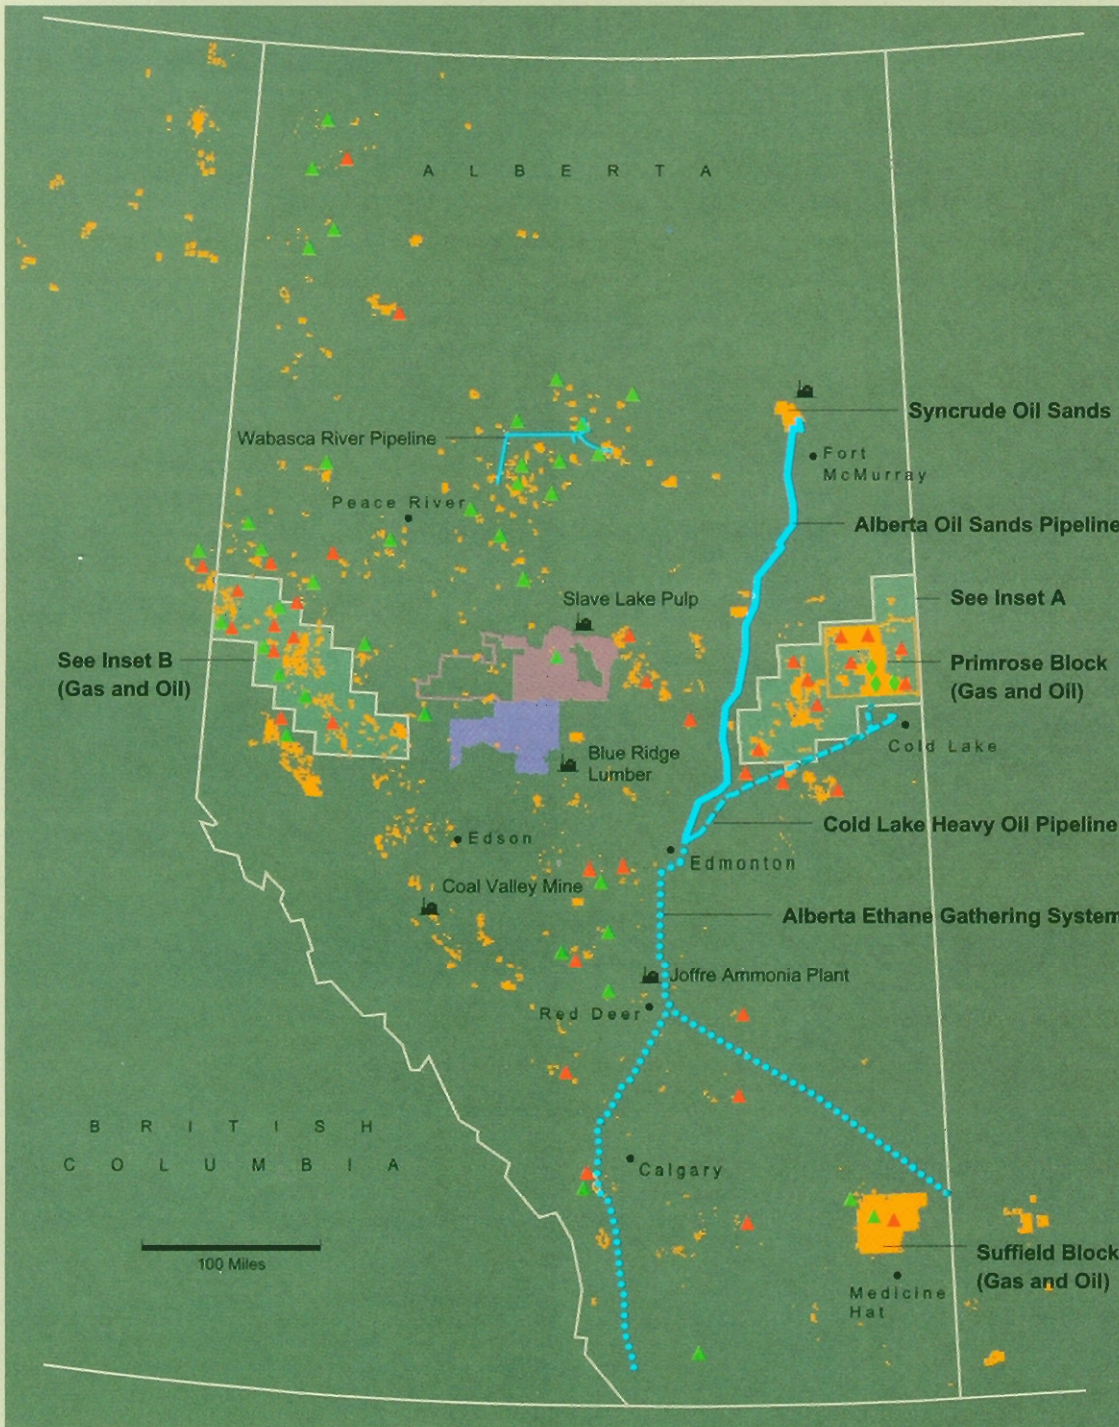 ALBERTA
Syncrude Oil Sands
Wabasca River Pipeline
Fort
McMurray
Peace River
Alberta Oil Sands Pipeline
Slave Lake Pulp
See Inset A
See Inset B
(Gas and Oil)
Primrose Block
(Gas and Oil)
Cold Lake
Blue Ridge
Lumber
Cold Lake Heavy Oil Pipeline
Edson
Edmonton
Coal Valley Mine
Alberta Ethane Gathering System
Joffre Ammonia Plant
Red Deer
BRITISH
COLUMBIA
Calgary
100 Miles
Suffield Block
(Gas and Oil)
Medicine
Hat